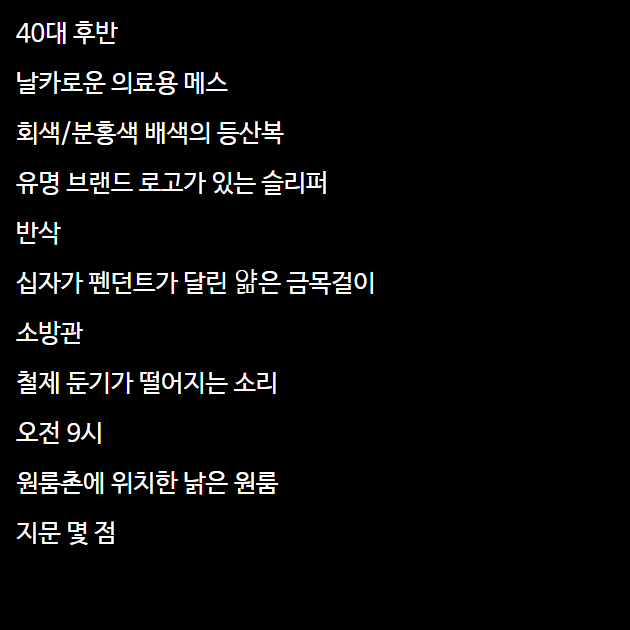 40대 후반
날카로운 의료용 메스
회색/분홍색 배색의 등산복
유명 브랜드 로고가 있는 슬리퍼
반삭
십자가 펜던트가 달린 얇은 금목걸이
소방관
철제 둔기가 떨어지는 소리
오전 9시
원룸촌에 위치한 낡은 원룸
지문 몇 점